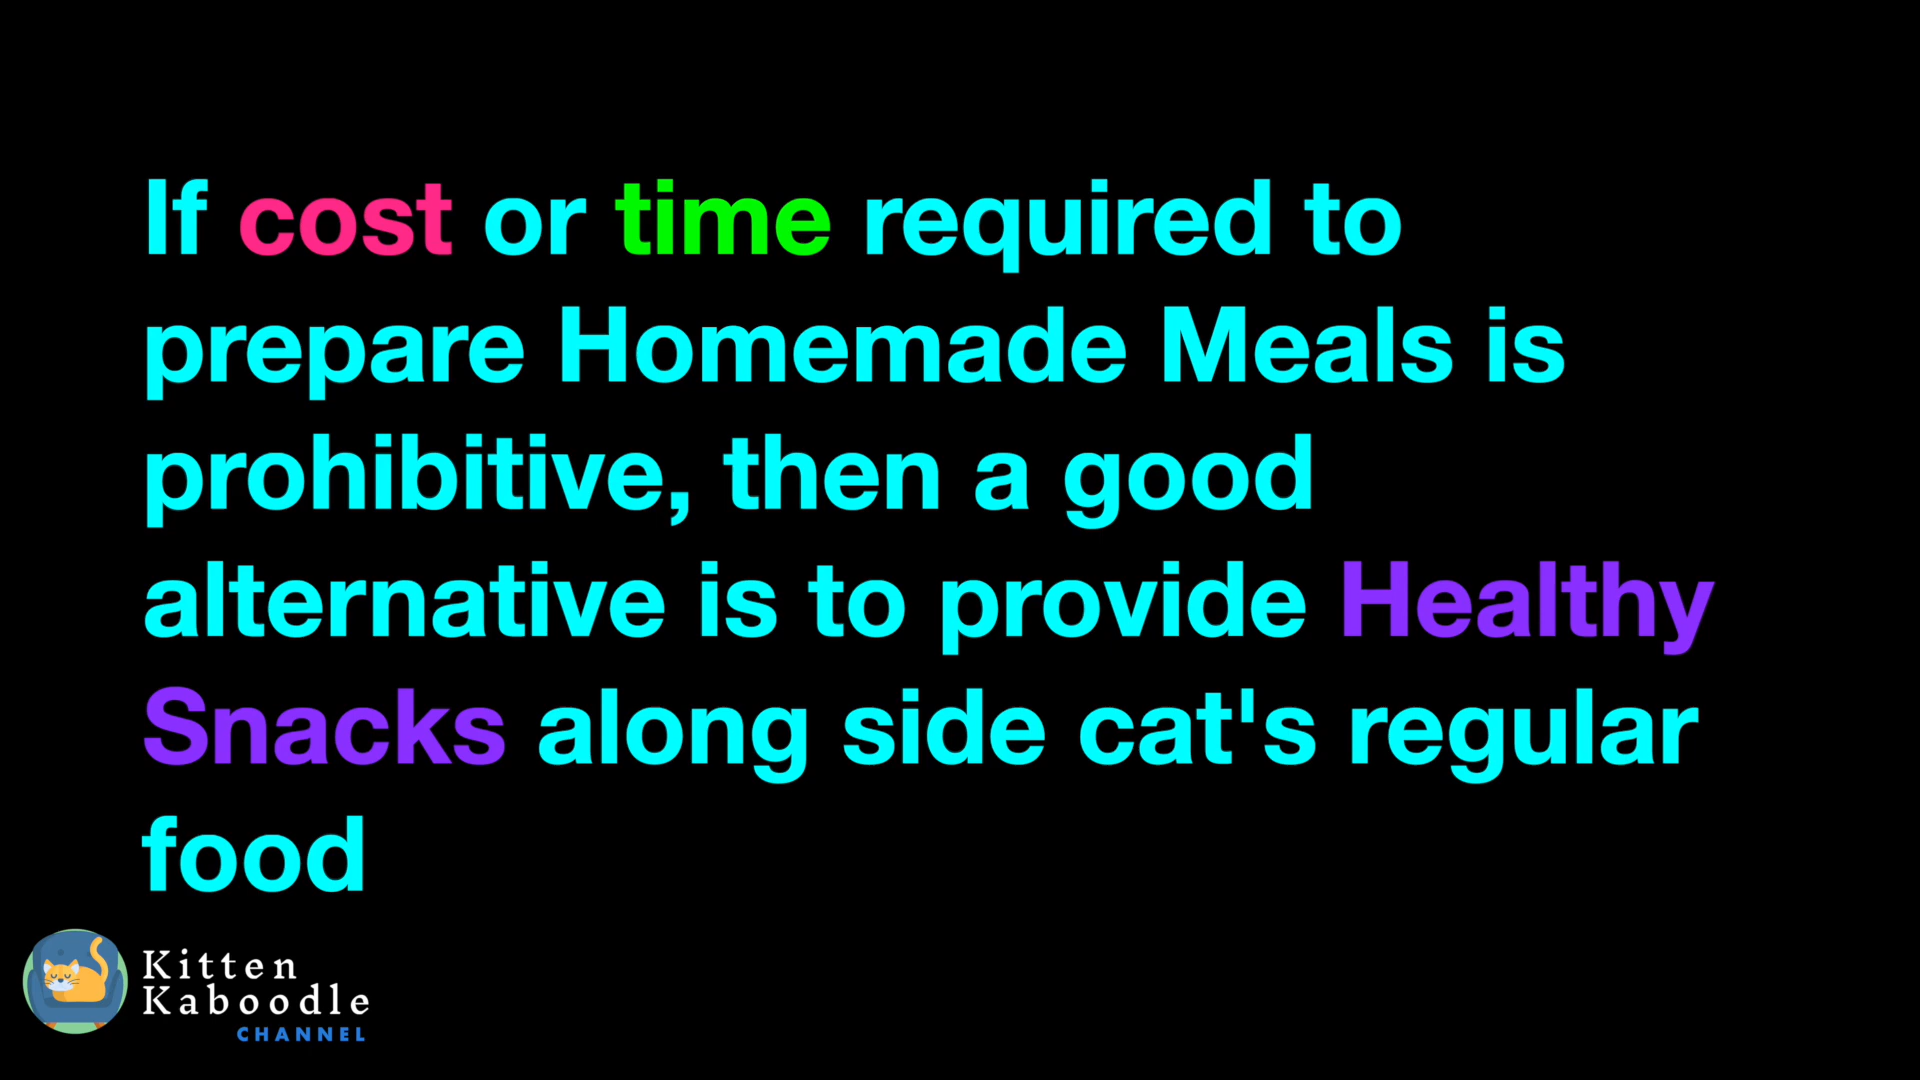 If cost or time required to
prepare Homemade Meals is
prohibitive, then a good
alternative is to provide Healthy
Snacks along side cat's regular
food
Kitten
Kaboodle
CHANNEL